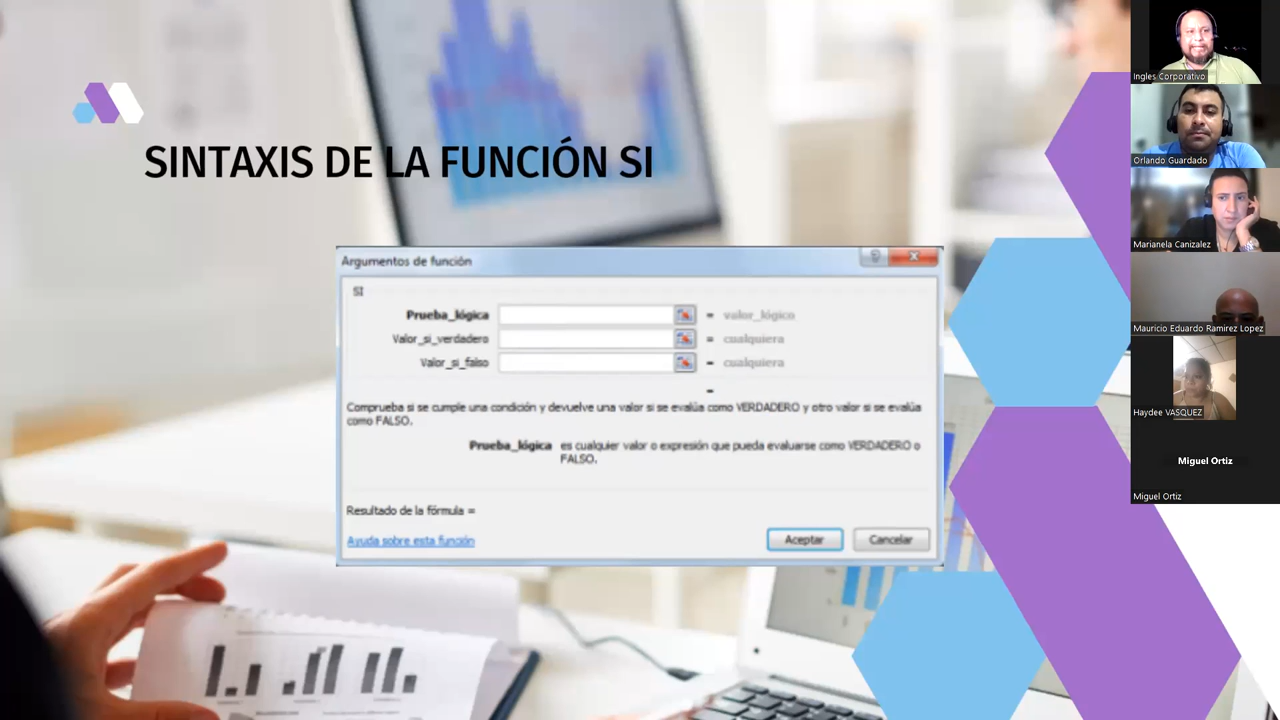 SINTAXIS DE LA FUNCIÓN SI
Argumentos de función
SI
Prueba_lógica = valor_lógico
Valor_si_verdadero = cualquiera
Valor_si_falso = cualquiera
=
Comprueba si se cumple una condición y devuelve una valor si se evalúa como VERDADERO y otro valor si se evalúa
como FALSO.
Prueba_lógica es cualquier valor o expresión que pueda evaluarse como VERDADERO o
FALSO.
Resultado de la fórmula =
Ayuda sobre esta función
Aceptar Cancelar
Ingles Corporativo
Orlando Guardado
Marianela Canizalez
Mauricio Eduardo Ramirez Lopez
Haydee VASQUEZ
Miguel Ortiz
Miguel Ortiz